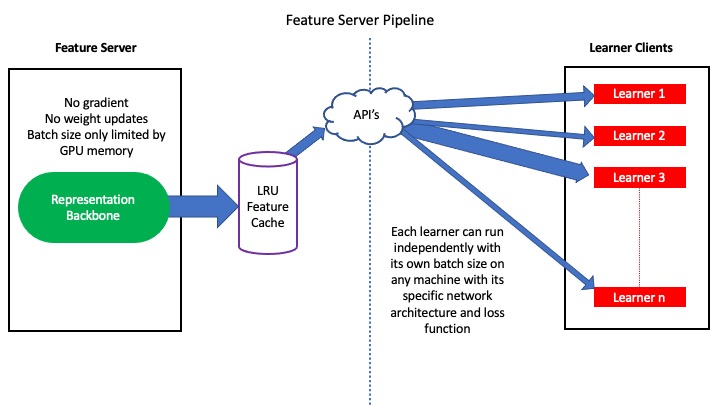 Feature Server Pipeline
Feature Server
No gradient
No weight updates
Batch size only limited by
GPU memory
Representation
Backbone
LRU
Feature
Cache
API's
Each learner can run
independently with
its own batch size on
any machine with its
specific network
architecture and loss
function
Learner Clients
Learner 1
Learner 2
Learner 3
Learner n